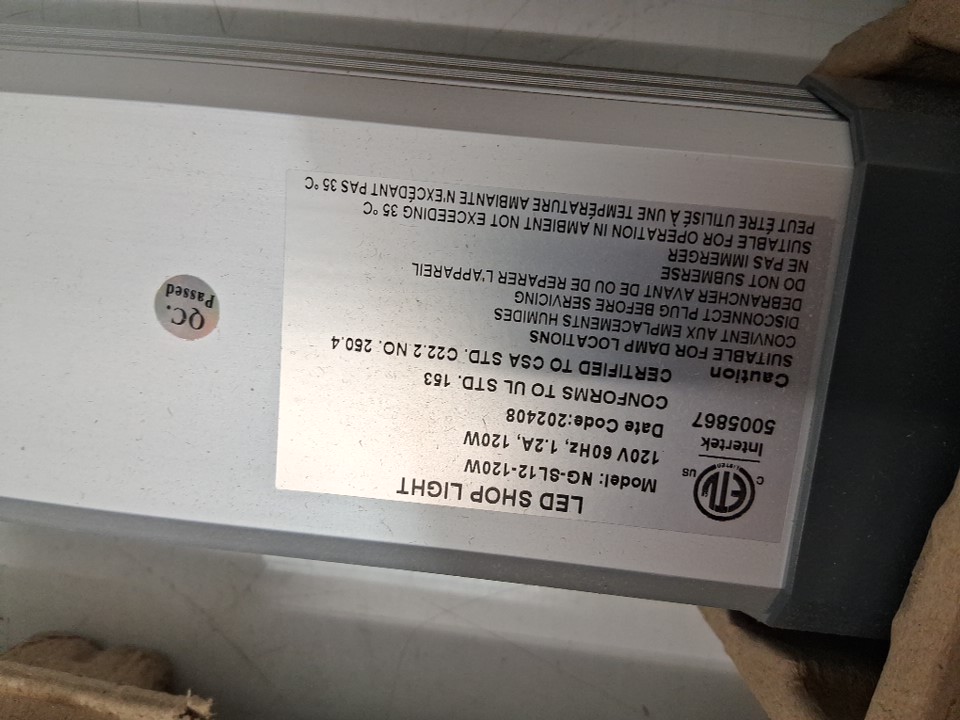 LED SHOP LIGHT
Model: NG-SL12-120W
120V 60Hz, 1.2A, 120W
Date Code:202408
CONFORMS TO UL STD. 153
CERTIFIED TO CSA STD. C22.2 NO. 250.4
ETL
LISTED
C
US
Intertek
5005867
Caution
SUITABLE FOR DAMP LOCATIONS
CONVIENT AUX EMPLACEMENTS HUMIDES
DISCONNECT PLUG BEFORE SERVICING
DEBRANCHER AVANT DE OU DE REPARER L'APPAREIL
DO NOT SUBMERSE
NE PAS IMMERGER
SUITABLE FOR OPERATION IN AMBIENT NOT EXCEEDING 35 °C
PEUT ÊTRE UTILISÉ À UNE TEMPÉRATURE AMBIANTE N'EXCÉDANT PAS 35 °C
QC.
Passed